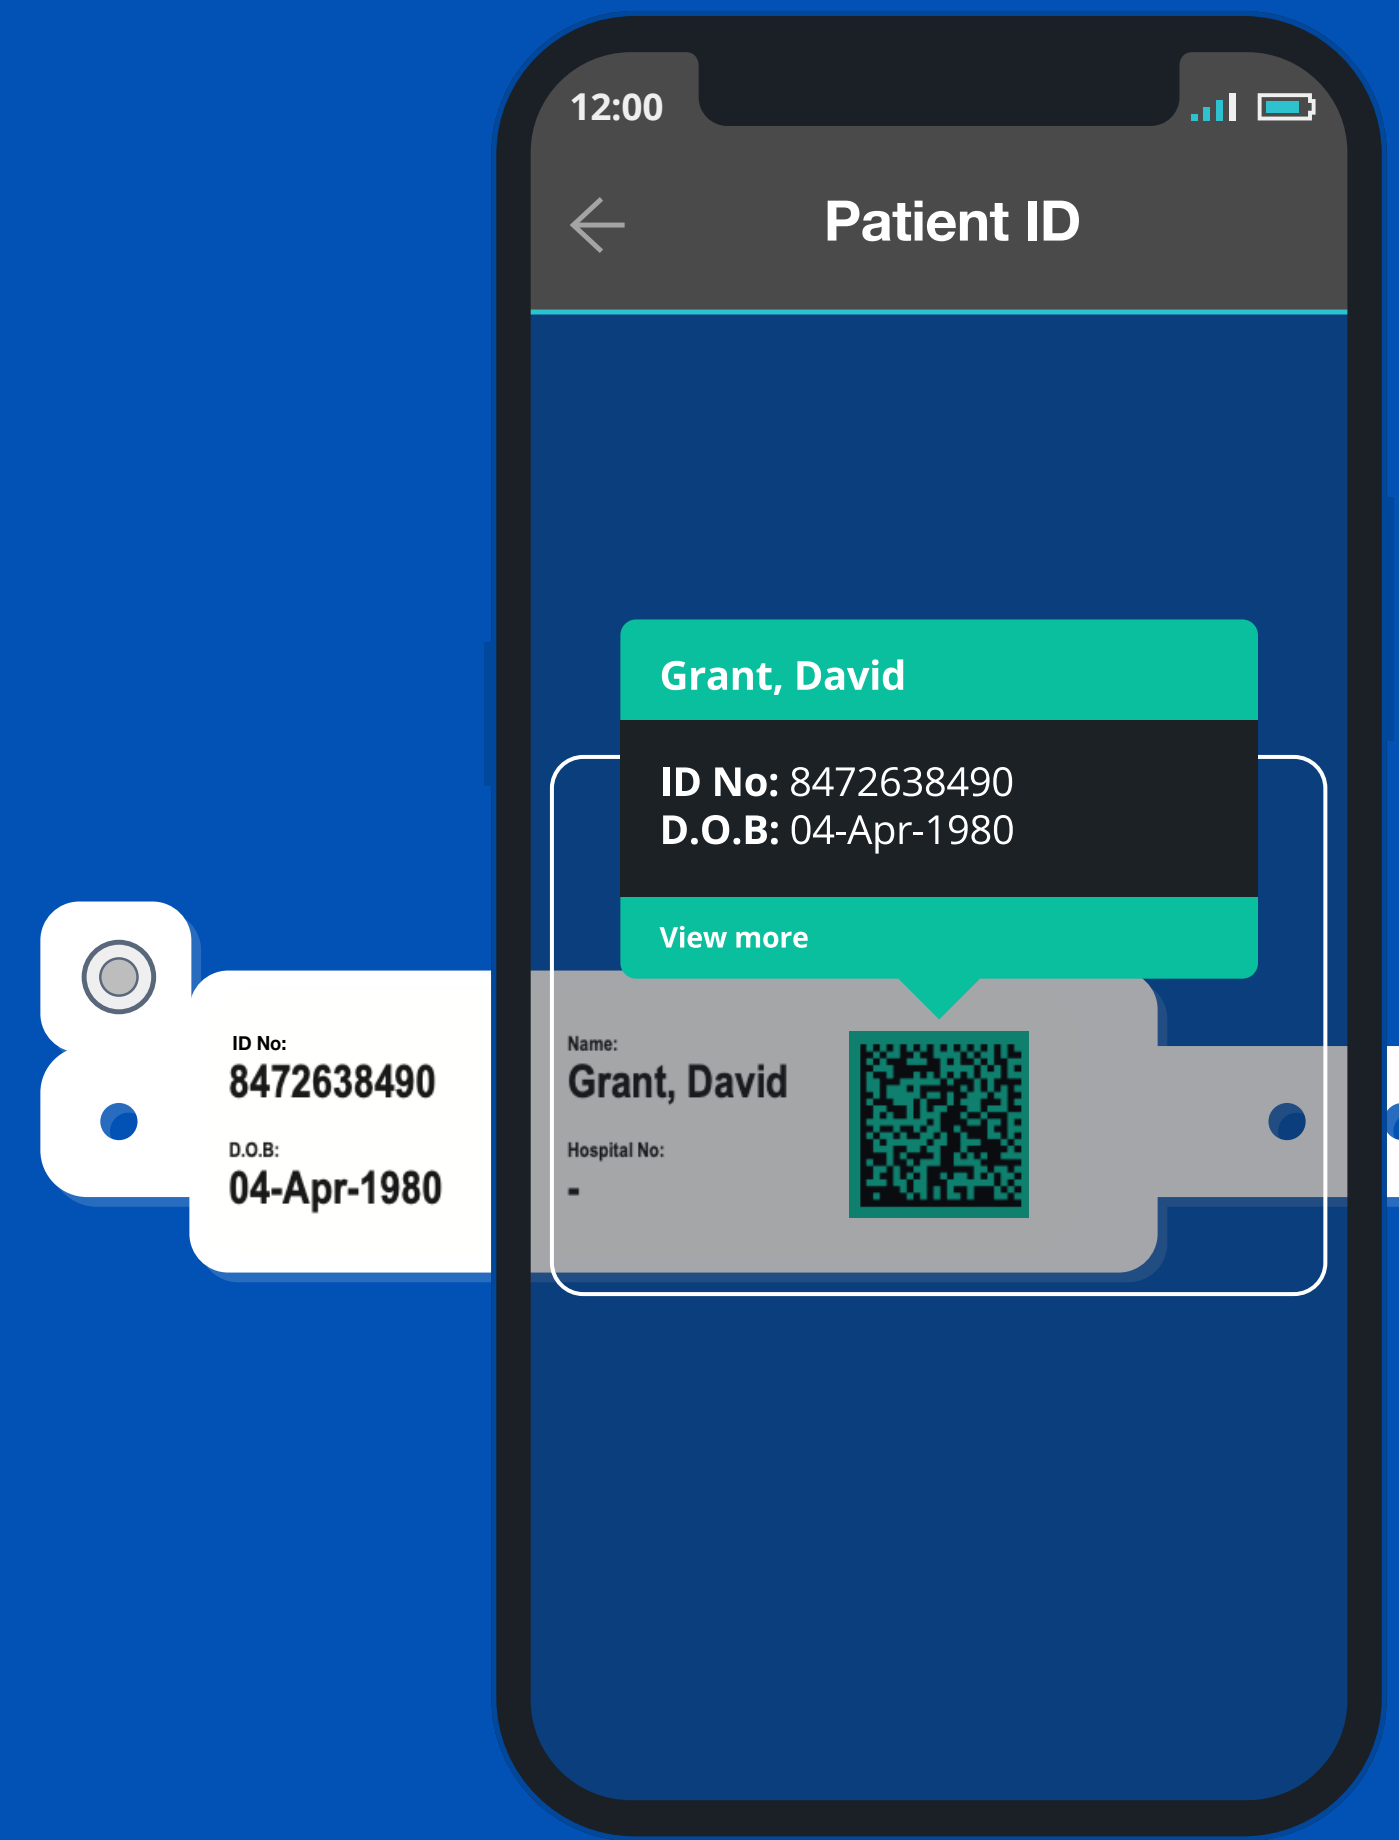 12:00
Patient ID
Grant, David
ID No: 8472638490
D.O.B: 04-Apr-1980
View more
ID No:
8472638490
D.O.B:
04-Apr-1980
Name:
Grant, David
Hospital No:
-